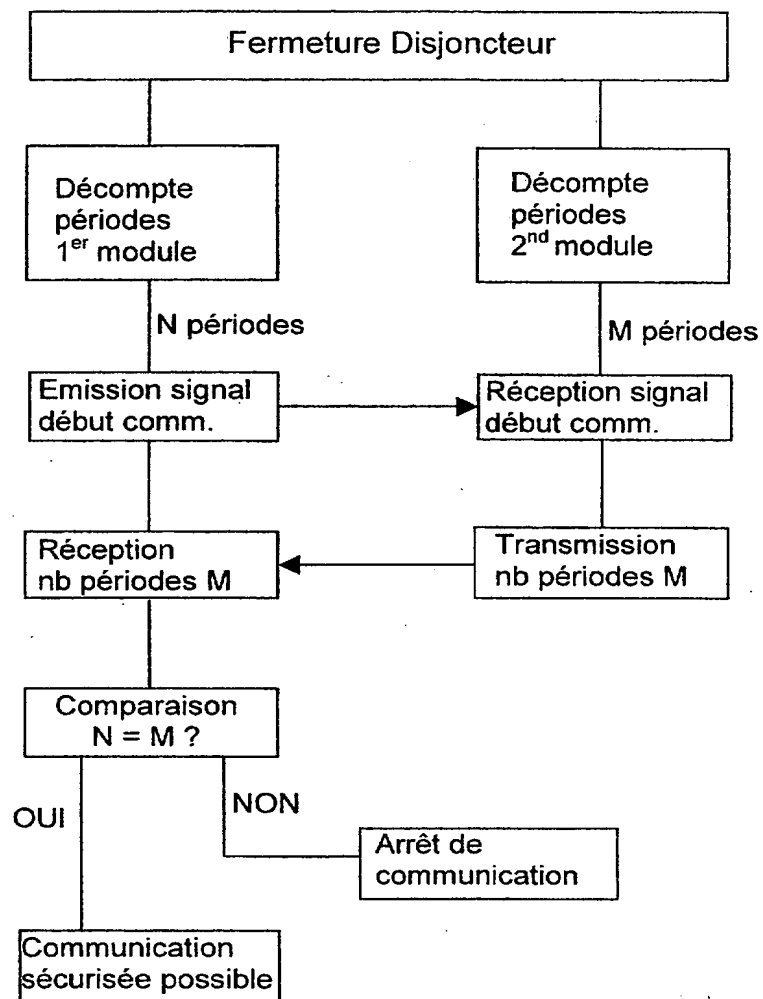 Fermeture Disjoncteur
Décompte
périodes
1er module
Décompte
périodes
2nd module
N périodes
M périodes
Emission signal
début comm.
Réception signal
début comm.
Réception
nb périodes M
Transmission
nb périodes M
Comparaison
N = M ?
OUI
NON
Arrêt de
communication
Communication
sécurisée possible